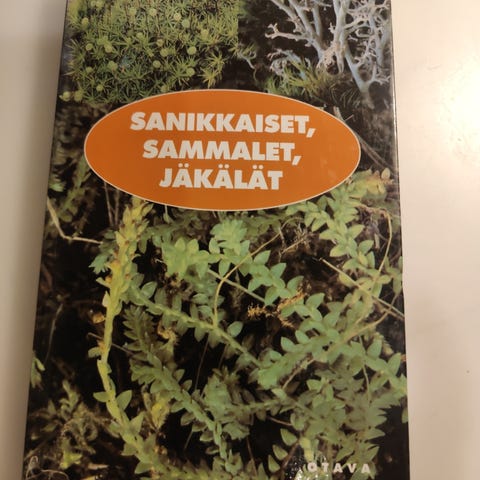 SANIKKAISET,
SAMMALET,
JÄKÄLÄT
OTAVA